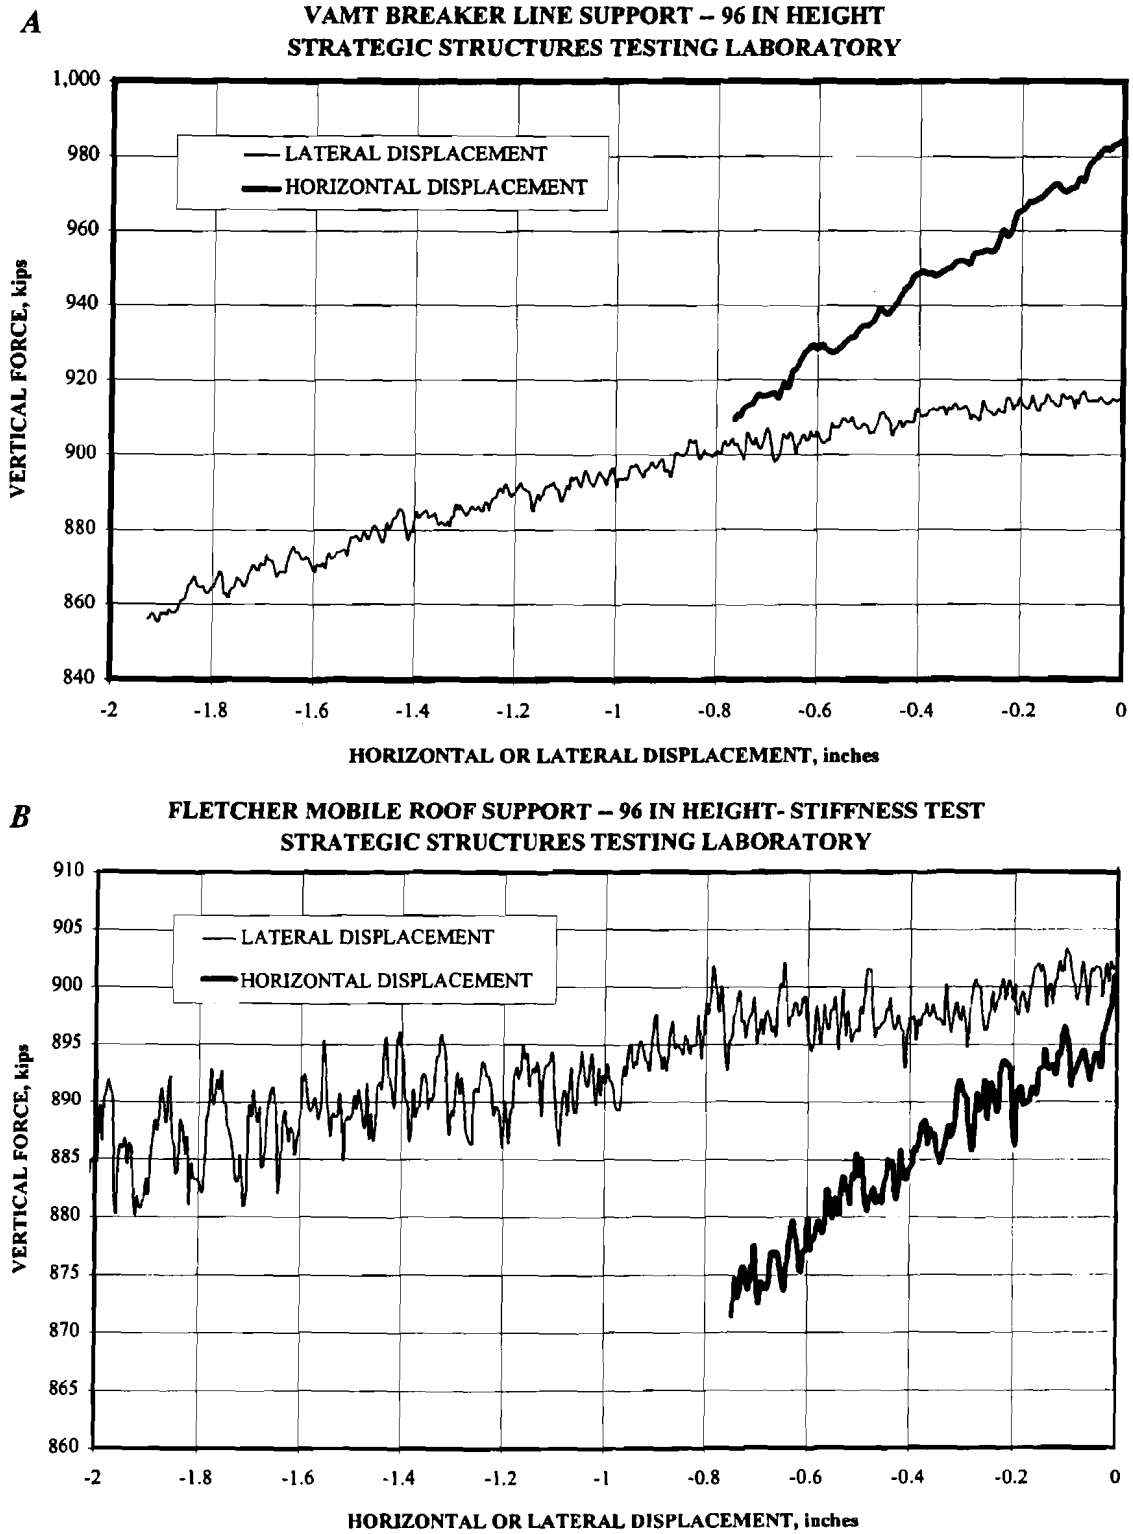 A
VAMT BREAKER LINE SUPPORT – 96 IN HEIGHT
STRATEGIC STRUCTURES TESTING LABORATORY
1,000
980
960
940
920
900
880
860
840
VERTICAL FORCE, kips
LATERAL DISPLACEMENT
HORIZONTAL DISPLACEMENT
-2 -1.8 -1.6 -1.4 -1.2 -1 -0.8 -0.6 -0.4 -0.2 0
HORIZONTAL OR LATERAL DISPLACEMENT, inches
B
FLETCHER MOBILE ROOF SUPPORT – 96 IN HEIGHT- STIFFNESS TEST
STRATEGIC STRUCTURES TESTING LABORATORY
910
905
900
895
890
885
880
875
870
865
860
VERTICAL FORCE, kips
LATERAL DISPLACEMENT
HORIZONTAL DISPLACEMENT
-2 -1.8 -1.6 -1.4 -1.2 -1 -0.8 -0.6 -0.4 -0.2 0
HORIZONTAL OR LATERAL DISPLACEMENT, inches